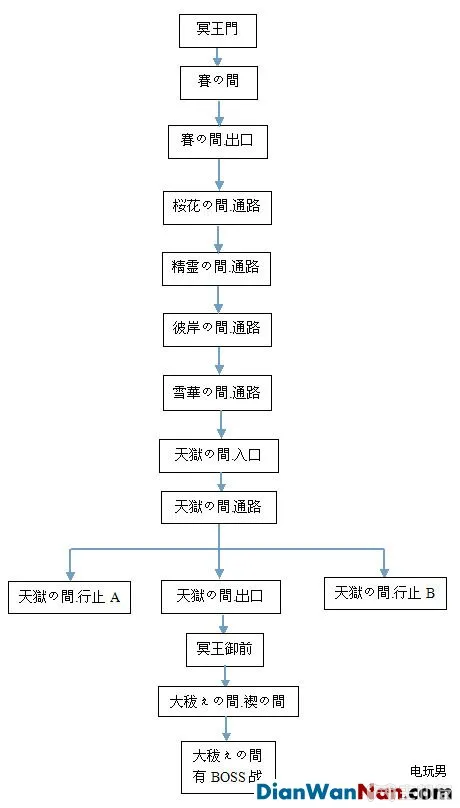 冥王門
賽の間
賽の間.出口
桜花の間.通路
精霊の間.通路
彼岸の間.通路
雪華の間.通路
天獄の間.入口
天獄の間.通路
天獄の間.行止 A
天獄の間.出口
天獄の間.行止 B
冥王御前
大秡ぇの間.禊の間
大秡ぇの間
有 BOSS 战
电玩男
DianWanNan.com